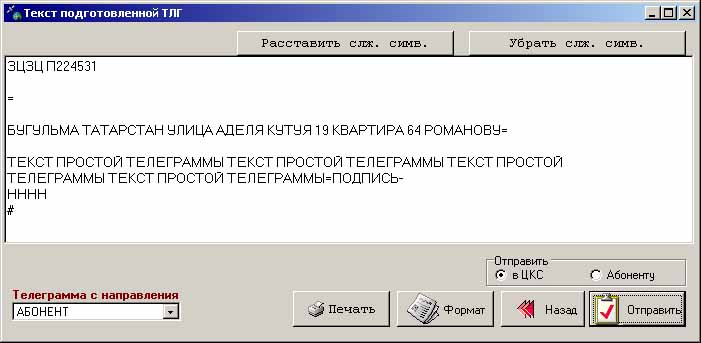 Текст подготовленной ТЛГ
Расставить слж. симв.
Убрать слж. симв.
ЗЦЗЦ П224531
=
БУГУЛЬМА ТАТАРСТАН УЛИЦА АДЕЛЯ КУТУЯ 19 КВАРТИРА 64 РОМАНОВУ=
ТЕКСТ ПРОСТОЙ ТЕЛЕГРАММЫ ТЕКСТ ПРОСТОЙ ТЕЛЕГРАММЫ ТЕКСТ ПРОСТОЙ
ТЕЛЕГРАММЫ ТЕКСТ ПРОСТОЙ ТЕЛЕГРАММЫ=ПОДПИСЬ-
НННН
#
Отправить
в ЦКС
Абоненту
Телеграмма с направления
АБОНЕНТ
Печать
Формат
Назад
Отправить